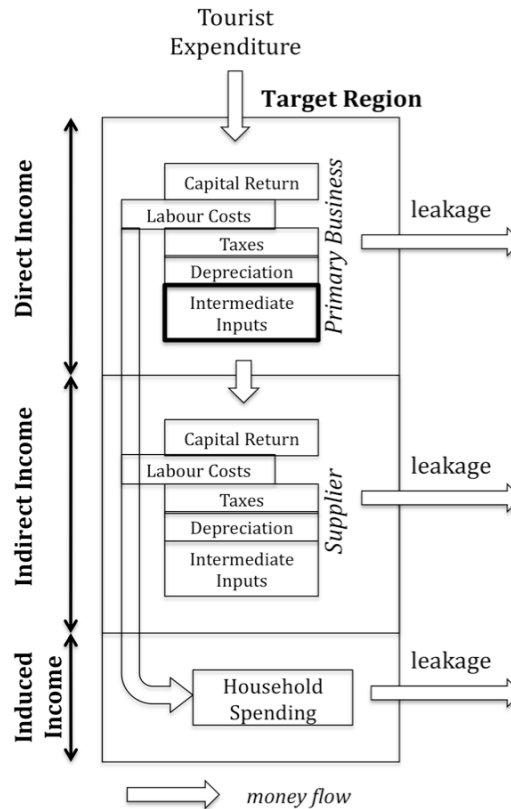 Tourist
Expenditure
Target Region
Direct Income
Capital Return
Labour Costs
Taxes
Depreciation
Intermediate
Inputs
Primary Business
leakage
Indirect Income
Capital Return
Labour Costs
Taxes
Depreciation
Intermediate
Inputs
Supplier
leakage
Induced
Income
Household
Spending
leakage
money flow